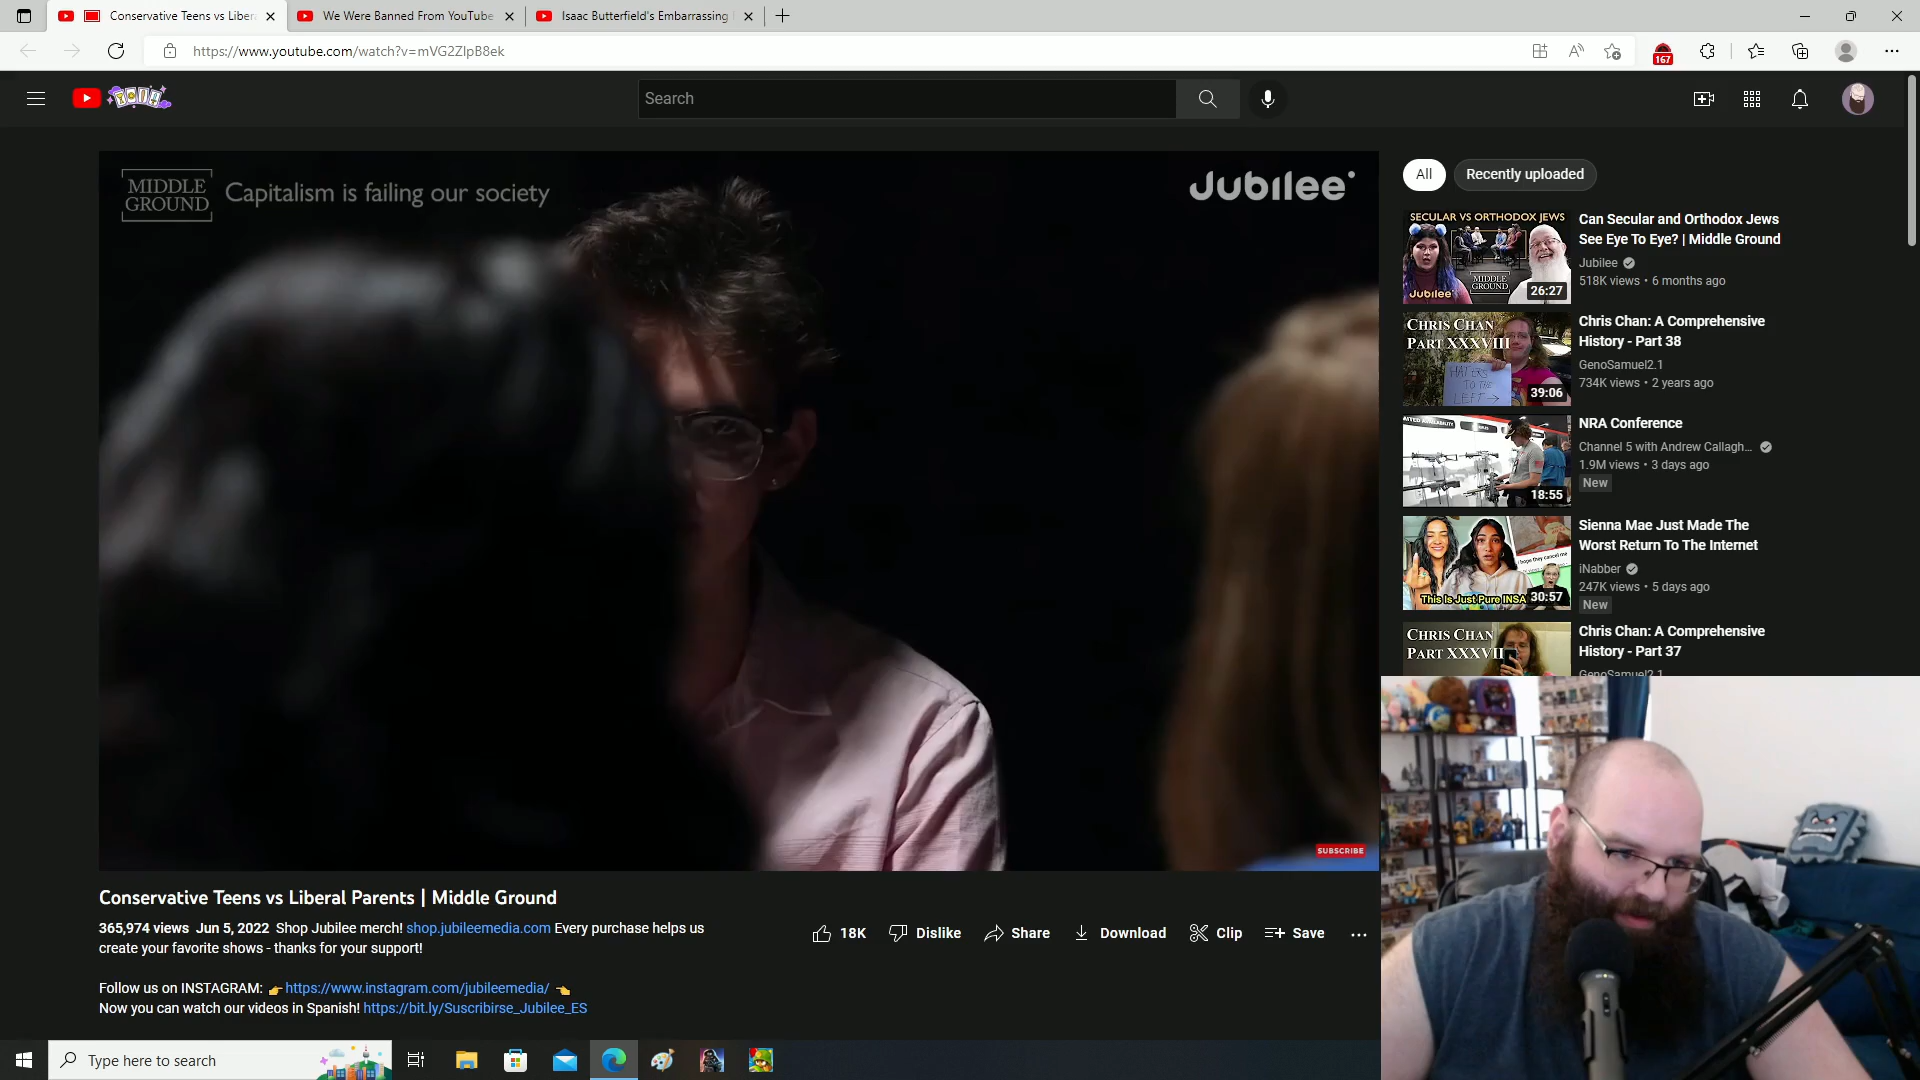 Conservative Teens vs Liber
We Were Banned From YouTube
Isaac Butterfield's Embarrassing
https://www.youtube.com/watch?v=mVG2ZIpB8ek
167
Search
MIDDLE GROUND
Capitalism is failing our society
Jubilee
SUBSCRIBE
All
Recently uploaded
SECULAR VS ORTHODOX JEWS
MIDDLE GROUND
Jubilee
26:27
Can Secular and Orthodox Jews
See Eye To Eye? | Middle Ground
Jubilee
518K views • 6 months ago
CHRIS CHAN
PART XXXVIII
HATERS
TO THE
LEFT →
39:06
Chris Chan: A Comprehensive
History - Part 38
GenoSamuel2.1
734K views • 2 years ago
18:55
NRA Conference
Channel 5 with Andrew Callagh...
1.9M views • 3 days ago
New
This Is Just Pure INSA
30:57
Sienna Mae Just Made The
Worst Return To The Internet
iNabber
247K views • 5 days ago
New
CHRIS CHAN
PART XXXVII
Chris Chan: A Comprehensive
History - Part 37
GenoSamuel2.1
Conservative Teens vs Liberal Parents | Middle Ground
365,974 views Jun 5, 2022 Shop Jubilee merch! shop.jubileemedia.com Every purchase helps us
create your favorite shows - thanks for your support!
18K
Dislike
Share
Download
Clip
Save
Follow us on INSTAGRAM: 👉 https://www.instagram.com/jubileemedia/ 👈
Now you can watch our videos in Spanish! https://bit.ly/Suscribirse_Jubilee_ES
Type here to search